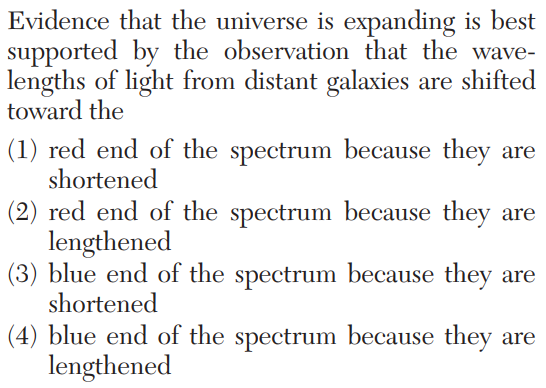 Evidence that the universe is expanding is best
supported by the observation that the wave-
lengths of light from distant galaxies are shifted
toward the
(1) red end of the spectrum because they are
shortened
(2) red end of the spectrum because they are
lengthened
(3) blue end of the spectrum because they are
shortened
(4) blue end of the spectrum because they are
lengthened